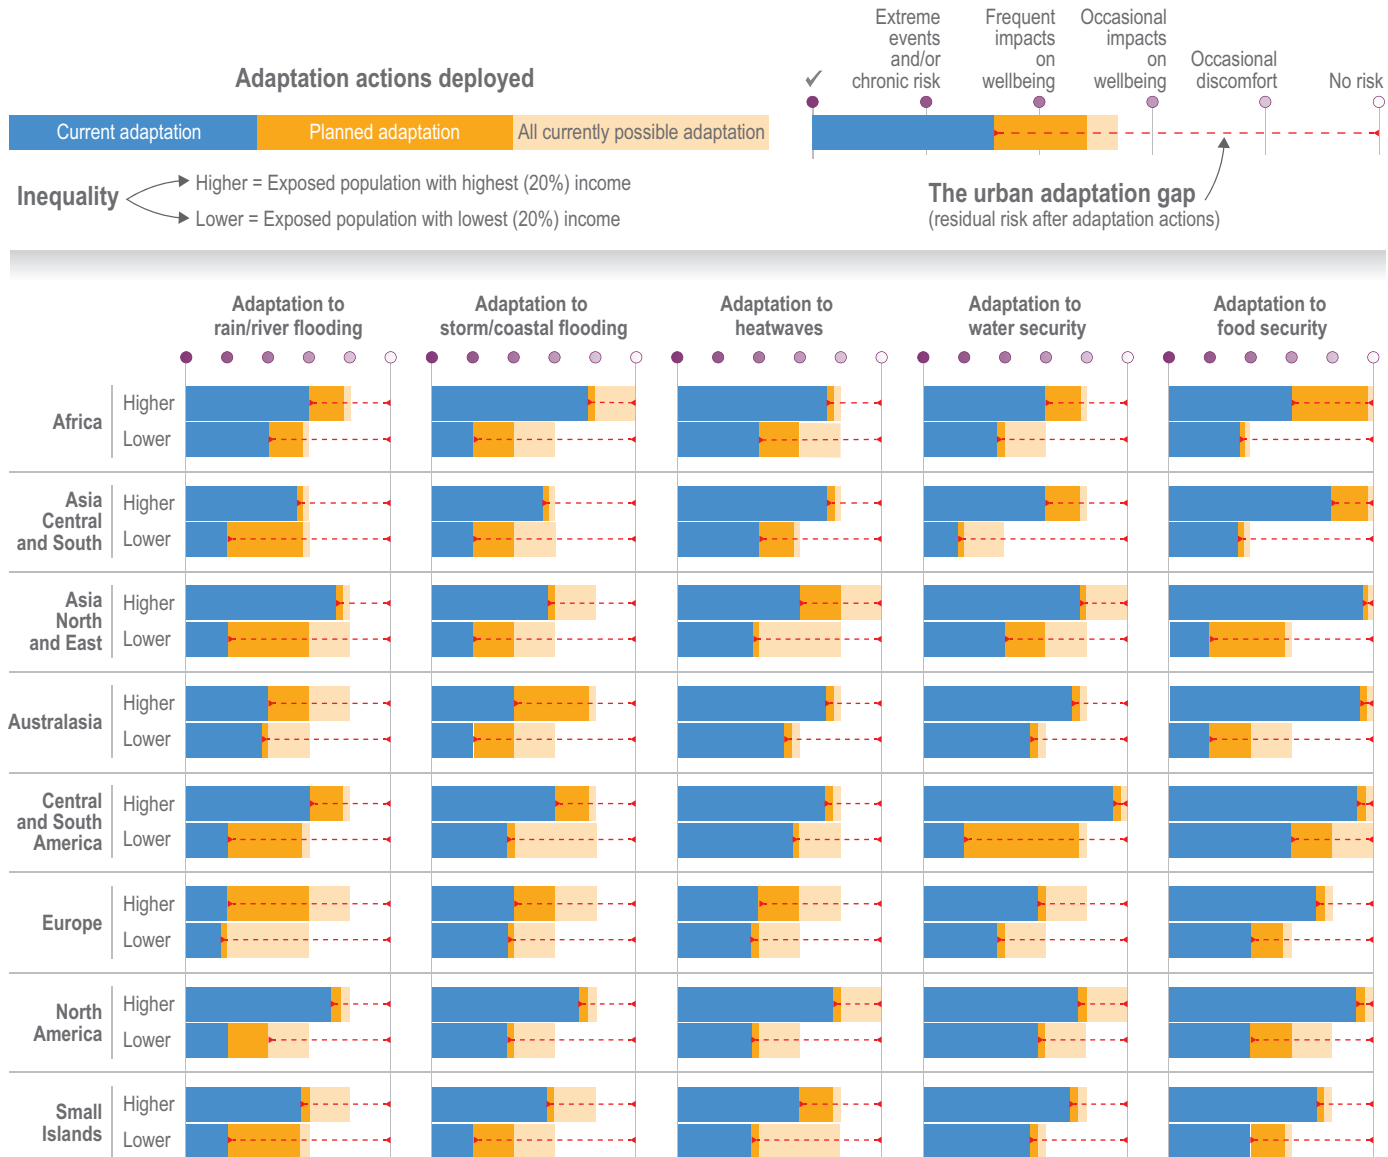 Adaptation actions deployed
Current adaptation
Planned adaptation
All currently possible adaptation
Inequality
Higher = Exposed population with highest (20%) income
Lower = Exposed population with lowest (20%) income
✓
Extreme
events
and/or
chronic risk
Frequent
impacts
on
wellbeing
Occasional
impacts
on
wellbeing
Occasional
discomfort
No risk
The urban adaptation gap
(residual risk after adaptation actions)
Adaptation to
rain/river flooding
Adaptation to
storm/coastal flooding
Adaptation to
heatwaves
Adaptation to
water security
Adaptation to
food security
Africa
Higher
Lower
Asia
Central
and South
Higher
Lower
Asia
North
and East
Higher
Lower
Australasia
Higher
Lower
Central
and South
America
Higher
Lower
Europe
Higher
Lower
North
America
Higher
Lower
Small
Islands
Higher
Lower